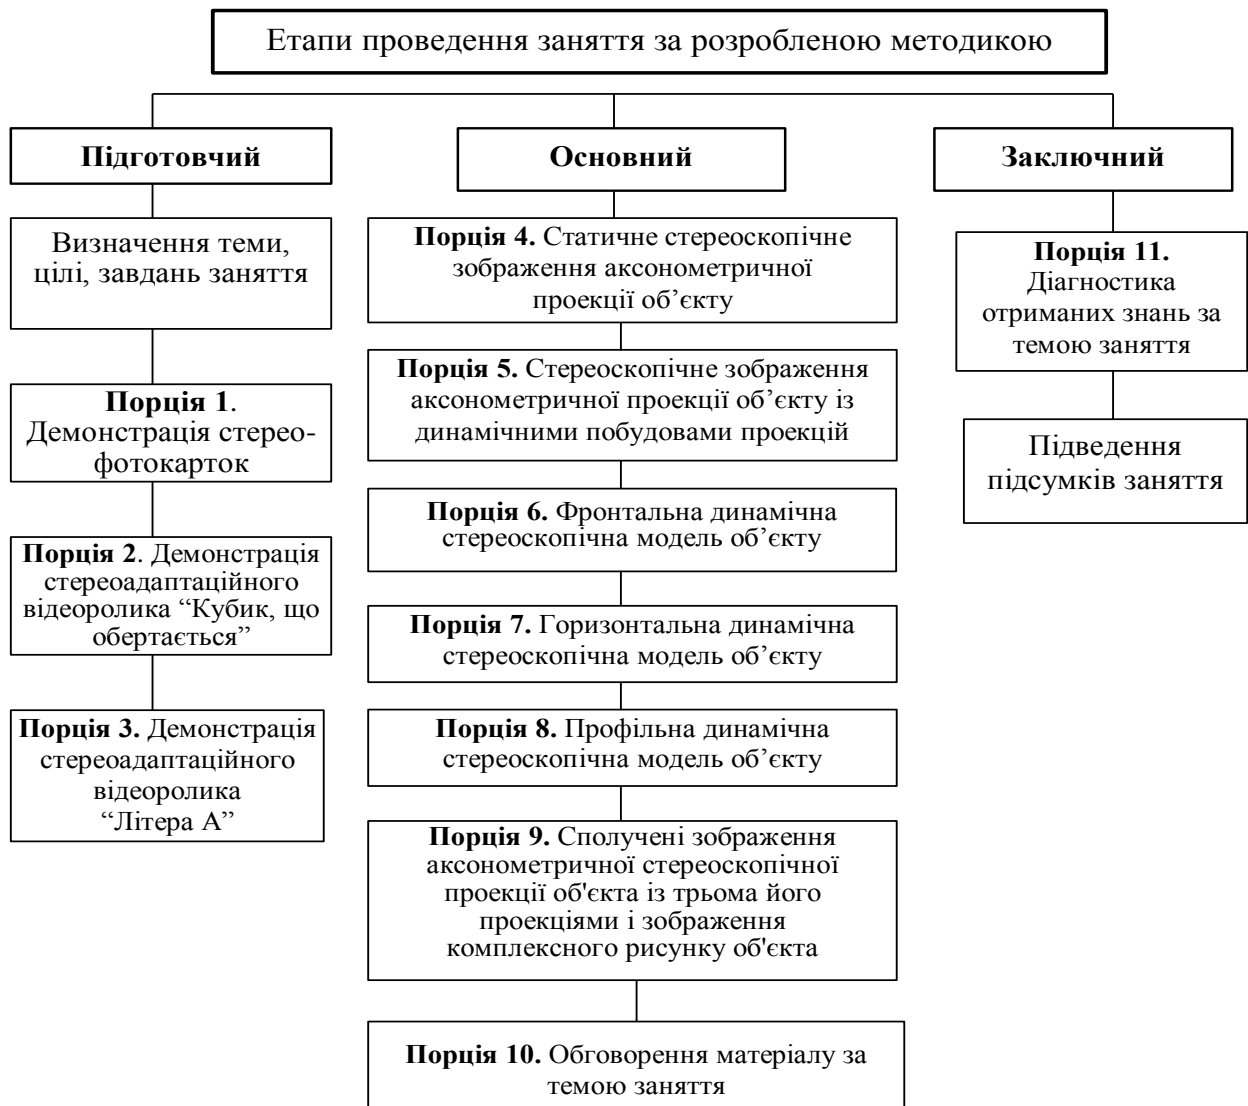 Етапи проведення заняття за розробленою методикою
Підготовчий
Визначення теми,
цілі, завдань заняття
Порція 1.
Демонстрація стерео-
фотокарток
Порція 2. Демонстрація
стереоадаптаційного
відеоролика “Кубик, що
обертається”
Порція 3. Демонстрація
стереоадаптаційного
відеоролика
“Літера А”
Основний
Порція 4. Статичне стереоскопічне
зображення аксонометричної
проекції об’єкту
Порція 5. Стереоскопічне зображення
аксонометричної проекції об’єкту із
динамічними побудовами проекцій
Порція 6. Фронтальна динамічна
стереоскопічна модель об’єкту
Порція 7. Горизонтальна динамічна
стереоскопічна модель об’єкту
Порція 8. Профільна динамічна
стереоскопічна модель об’єкту
Порція 9. Сполучені зображення
аксонометричної стереоскопічної
проекції об'єкта із трьома його
проекціями і зображення
комплексного рисунку об'єкта
Порція 10. Обговорення матеріалу за
темою заняття
Заключний
Порція 11.
Діагностика
отриманих знань за
темою заняття
Підведення
підсумків заняття